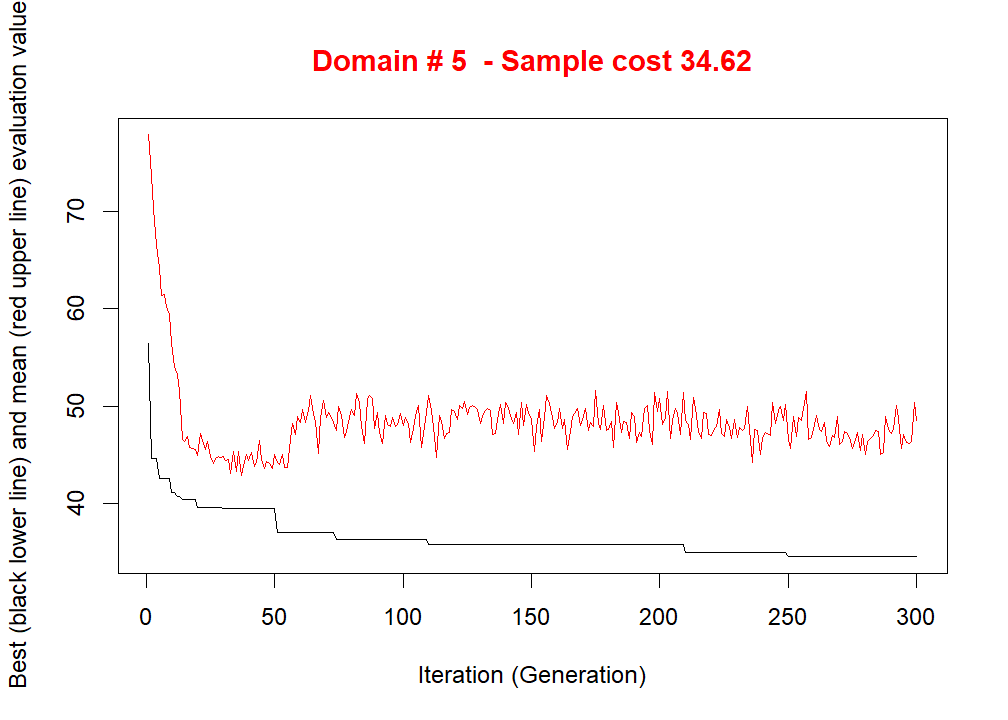 Domain # 5  - Sample cost 34.62
Best (black lower line) and mean (red upper line) evaluation value
70
60
50
40
0 50 100 150 200 250 300
Iteration (Generation)